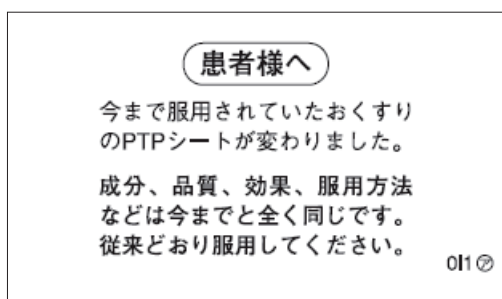 患者様へ
今まで服用されていたおくすり
のPTPシートが変わりました。
成分、品質、効果、服用方法
などは今までと全く同じです。
従来どおり服用してください。
㋐